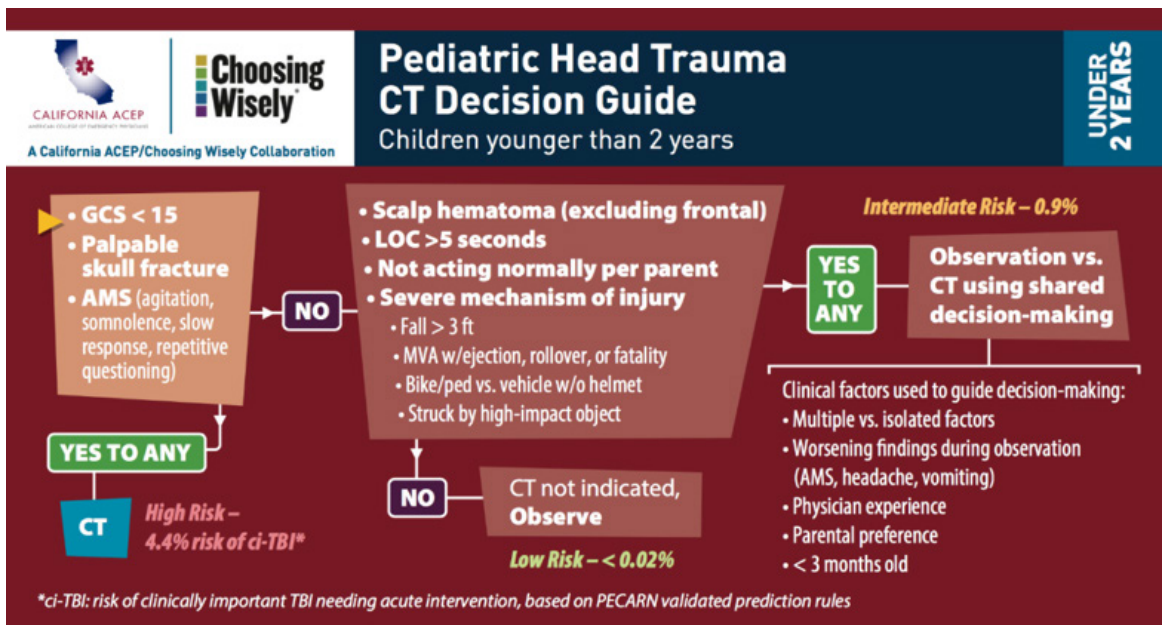 CALIFORNIA ACEP
AMERICAN COLLEGE OF EMERGENCY PHYSICIANS
Choosing
Wisely®
A California ACEP/Choosing Wisely Collaboration
Pediatric Head Trauma
CT Decision Guide
Children younger than 2 years
UNDER
2 YEARS
• GCS < 15
• Palpable
skull fracture
• AMS (agitation,
somnolence, slow
response, repetitive
questioning)
NO
• Scalp hematoma (excluding frontal)
• LOC >5 seconds
• Not acting normally per parent
• Severe mechanism of injury
• Fall > 3 ft
• MVA w/ejection, rollover, or fatality
• Bike/ped vs. vehicle w/o helmet
• Struck by high-impact object
YES
TO
ANY
Intermediate Risk – 0.9%
Observation vs.
CT using shared
decision-making
Clinical factors used to guide decision-making:
• Multiple vs. isolated factors
• Worsening findings during observation
(AMS, headache, vomiting)
• Physician experience
• Parental preference
• < 3 months old
YES TO ANY
CT
High Risk –
4.4% risk of ci-TBI*
NO
CT not indicated,
Observe
Low Risk – < 0.02%
*ci-TBI: risk of clinically important TBI needing acute intervention, based on PECARN validated prediction rules